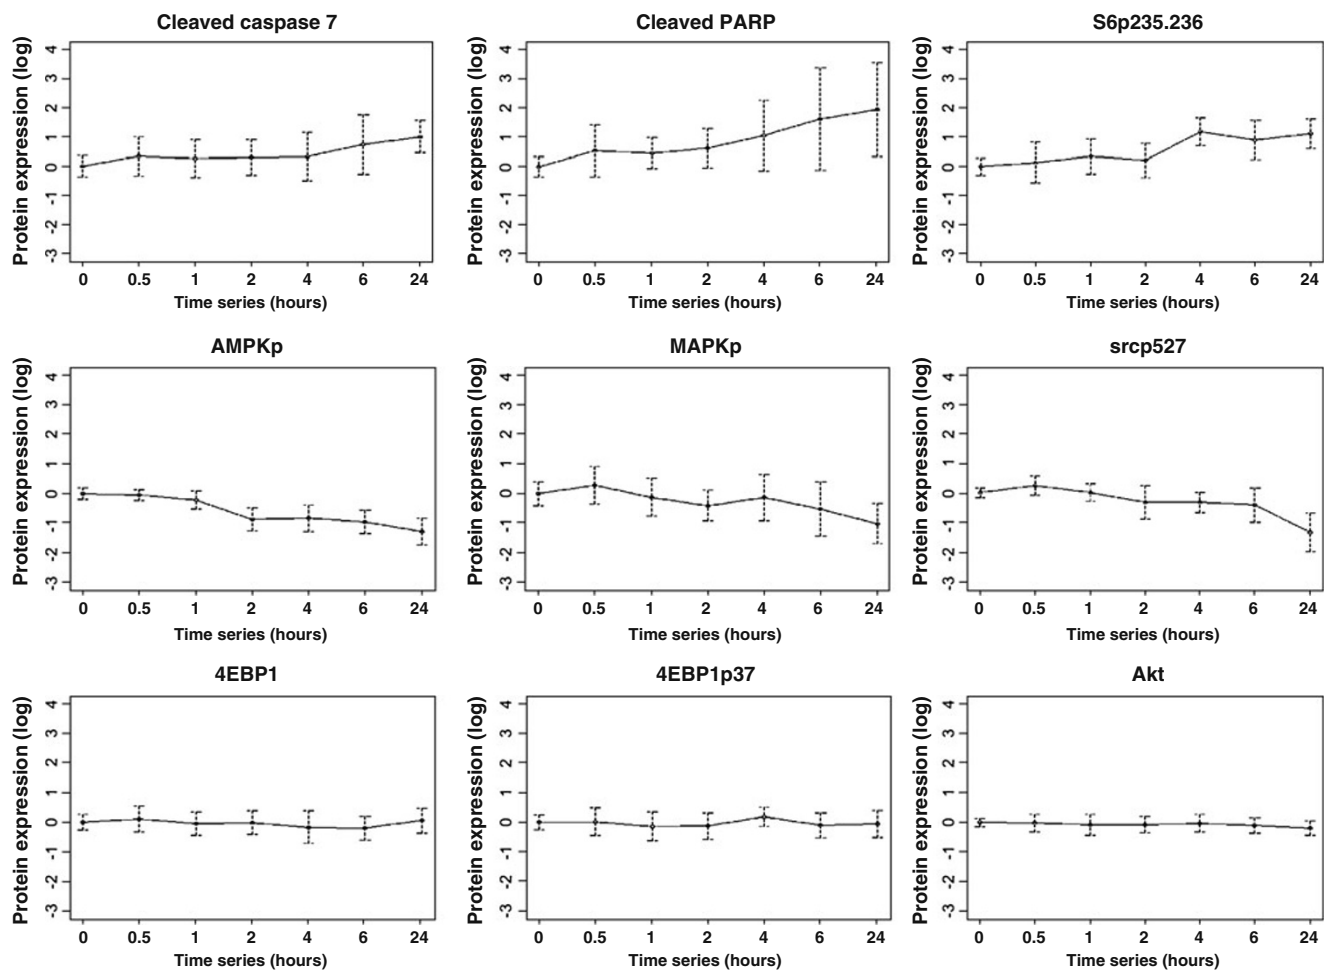 Cleaved caspase 7
Protein expression (log)
4
3
2
1
0
-1
-2
-3
0 0.5 1 2 4 6 24
Time series (hours)
Cleaved PARP
Protein expression (log)
4
3
2
1
0
-1
-2
-3
0 0.5 1 2 4 6 24
Time series (hours)
S6p235.236
Protein expression (log)
4
3
2
1
0
-1
-2
-3
0 0.5 1 2 4 6 24
Time series (hours)
AMPKp
Protein expression (log)
4
3
2
1
0
-1
-2
-3
0 0.5 1 2 4 6 24
Time series (hours)
MAPKp
Protein expression (log)
4
3
2
1
0
-1
-2
-3
0 0.5 1 2 4 6 24
Time series (hours)
srcp527
Protein expression (log)
4
3
2
1
0
-1
-2
-3
0 0.5 1 2 4 6 24
Time series (hours)
4EBP1
Protein expression (log)
4
3
2
1
0
-1
-2
-3
0 0.5 1 2 4 6 24
Time series (hours)
4EBP1p37
Protein expression (log)
4
3
2
1
0
-1
-2
-3
0 0.5 1 2 4 6 24
Time series (hours)
Akt
Protein expression (log)
4
3
2
1
0
-1
-2
-3
0 0.5 1 2 4 6 24
Time series (hours)